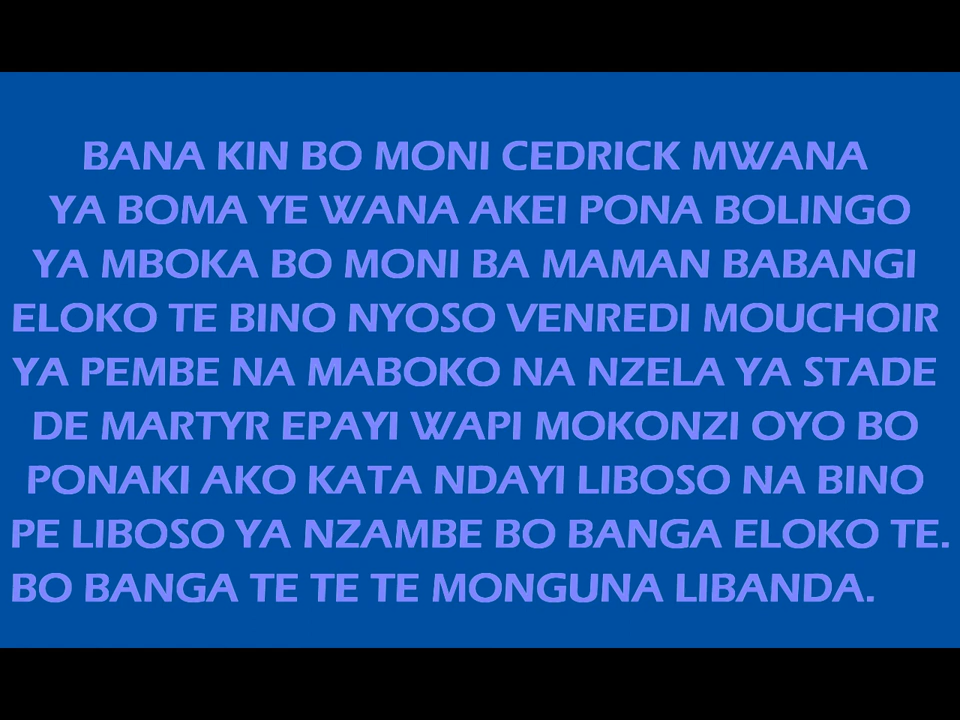 BANA KIN BO MONI CEDRICK MWANA
YA BOMA YE WANA AKEI PONA BOLINGO
YA MBOKA BO MONI BA MAMAN BABANGI
ELOKO TE BINO NYOSO VENREDI MOUCHOIR
YA PEMBE NA MABOKO NA NZELA YA STADE
DE MARTYR EPAYI WAPI MOKONZI OYO BO
PONAKI AKO KATA NDAYI LIBOSO NA BINO
PE LIBOSO YA NZAMBE BO BANGA ELOKO TE.
BO BANGA TE TE TE MONGUNA LIBANDA.